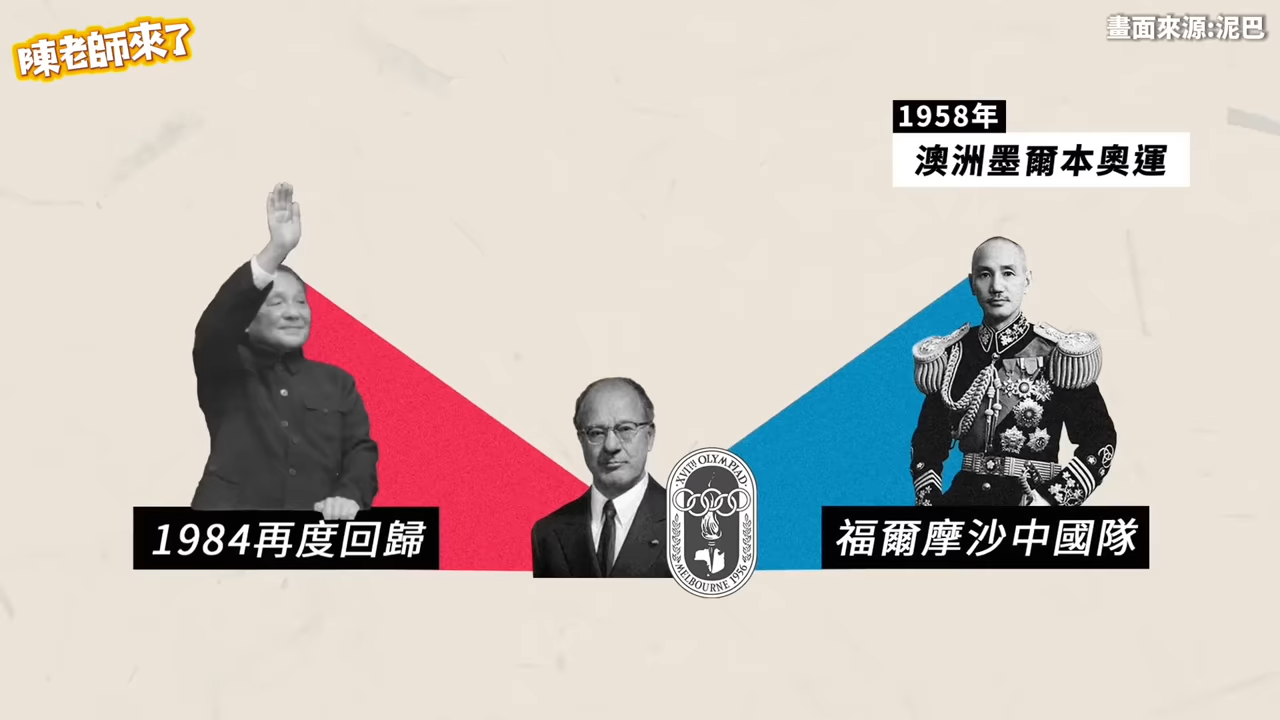 陳老師來了
畫面來源:泥巴
1958年
澳洲墨爾本奧運
1984再度回歸
福爾摩沙中國隊
XVITH OLYMPIAD
MELBOURNE 1956